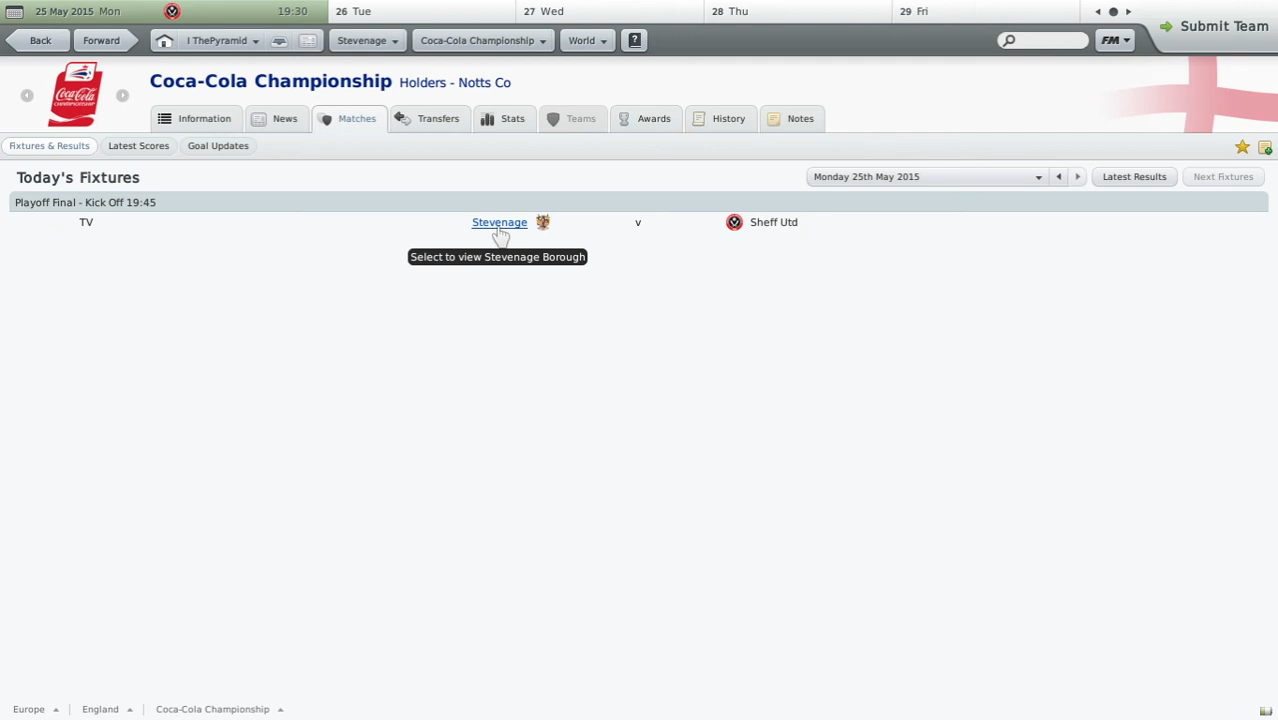 25 May 2015 Mon 19:30 26 Tue 27 Wed 28 Thu 29 Fri
Submit Team
Back Forward I ThePyramid Stevenage Coca-Cola Championship World ? FM
Coca-Cola Championship Holders - Notts Co
Coca-Cola
CHAMPIONSHIP
Information News Matches Transfers Stats Teams Awards History Notes
Fixtures & Results Latest Scores Goal Updates
Today's Fixtures Monday 25th May 2015 Latest Results Next Fixtures
Playoff Final - Kick Off 19:45
TV Stevenage v Sheff Utd
Select to view Stevenage Borough
Europe England Coca-Cola Championship